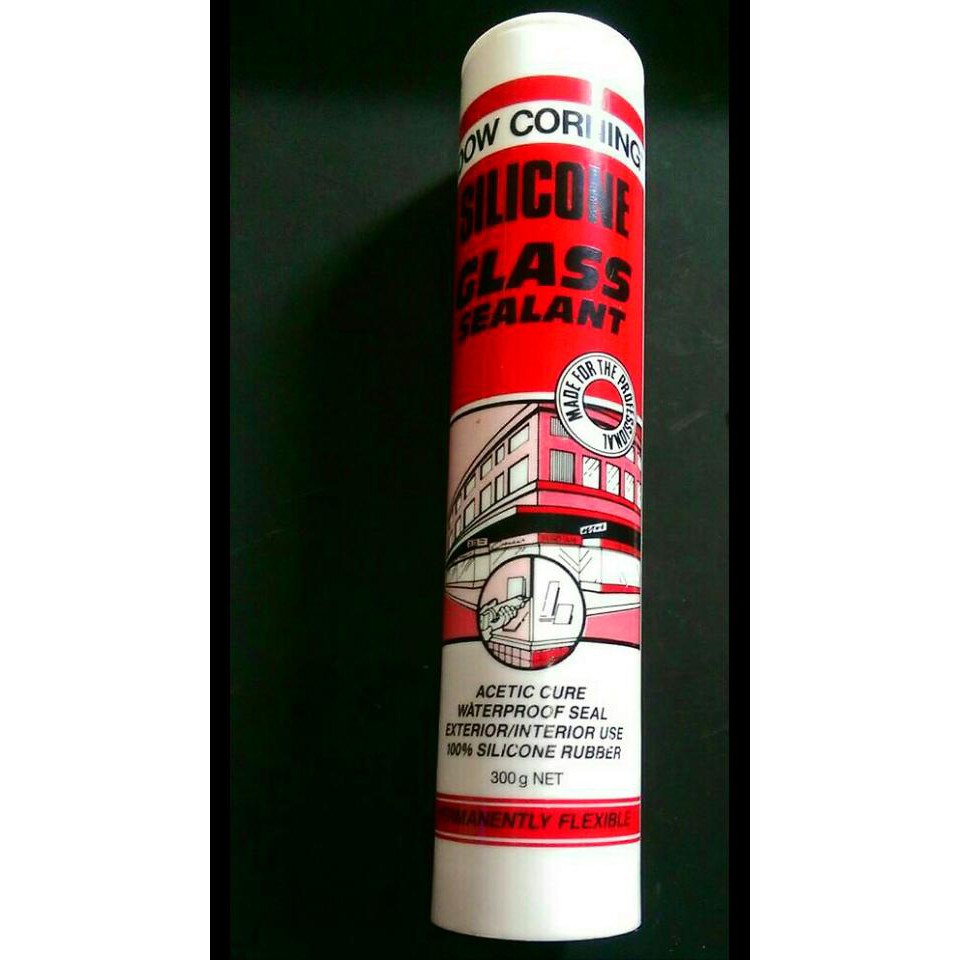 DOW CORNING
SILICONE
GLASS
SEALANT
MADE FOR THE PROFESSIONAL
ACETIC CURE
WATERPROOF SEAL
EXTERIOR/INTERIOR USE
100% SILICONE RUBBER
300g NET
PERMANENTLY FLEXIBLE